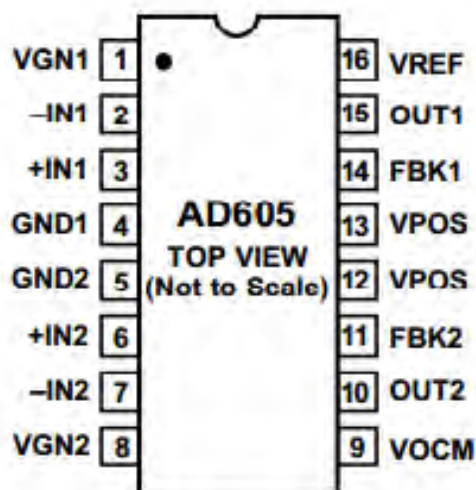 VGN1 1 16 VREF
–IN1 2 15 OUT1
+IN1 3 14 FBK1
GND1 4 AD605 13 VPOS
TOP VIEW
GND2 5 (Not to Scale) 12 VPOS
+IN2 6 11 FBK2
–IN2 7 10 OUT2
VGN2 8 9 VOCM